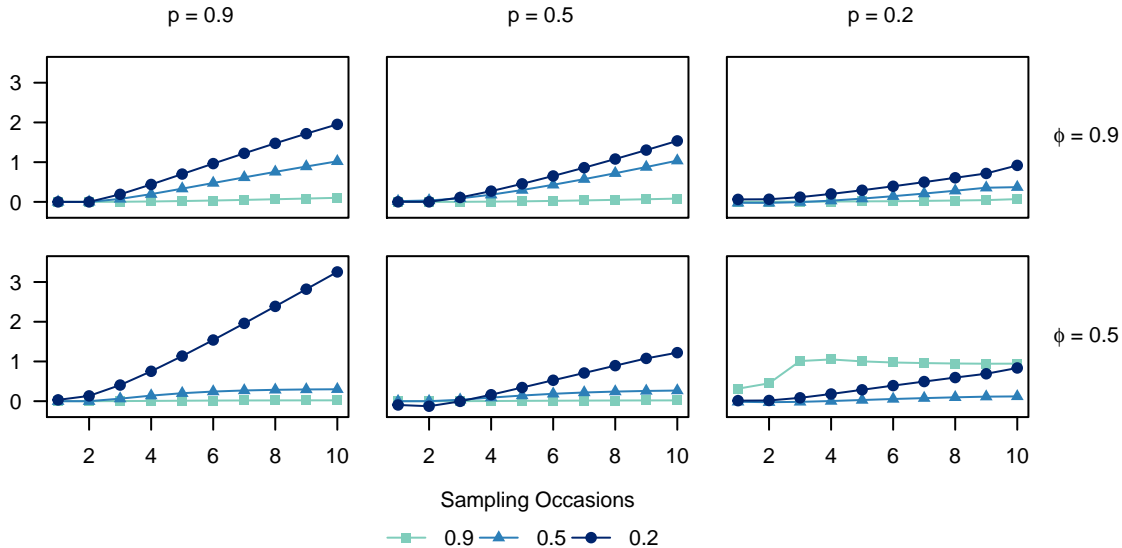 p = 0.9 p = 0.5 p = 0.2
3
2
1
0
ϕ = 0.9
3
2
1
0
ϕ = 0.5
2 4 6 8 10 2 4 6 8 10 2 4 6 8 10
Sampling Occasions
0.9 0.5 0.2